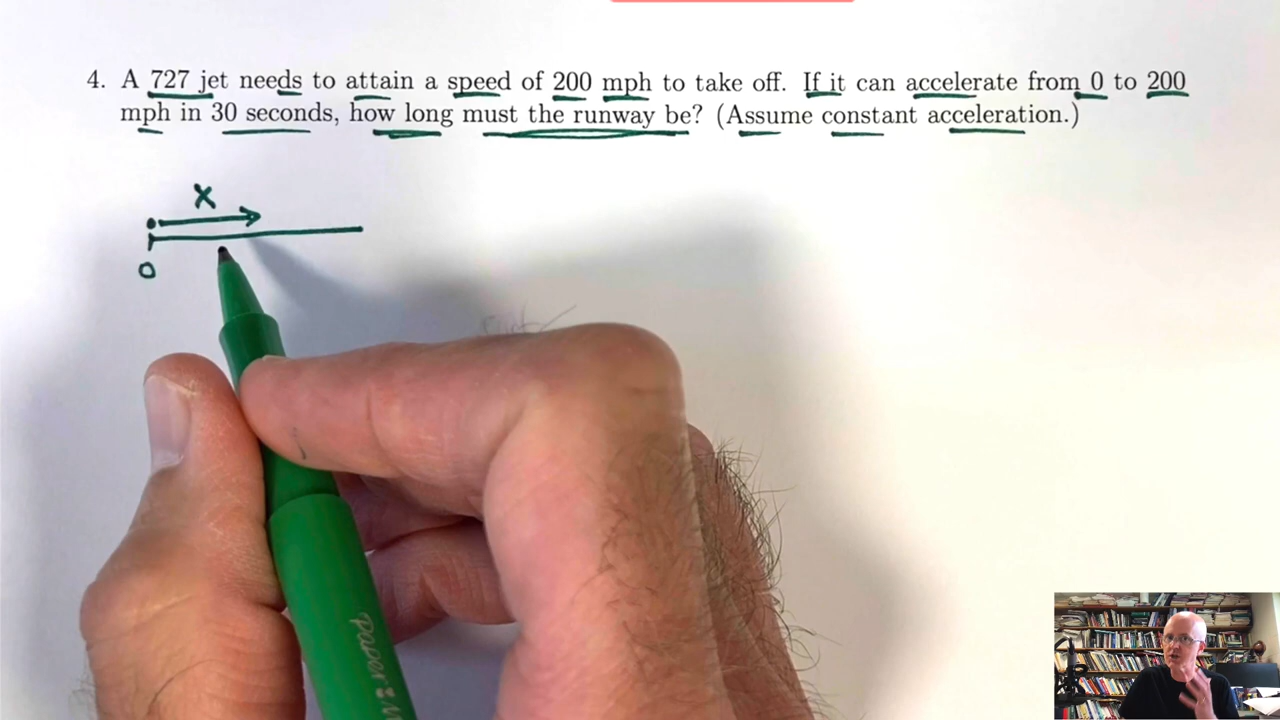 4. A 727 jet needs to attain a speed of 200 mph to take off. If it can accelerate from 0 to 200
mph in 30 seconds, how long must the runway be? (Assume constant acceleration.)
x
0